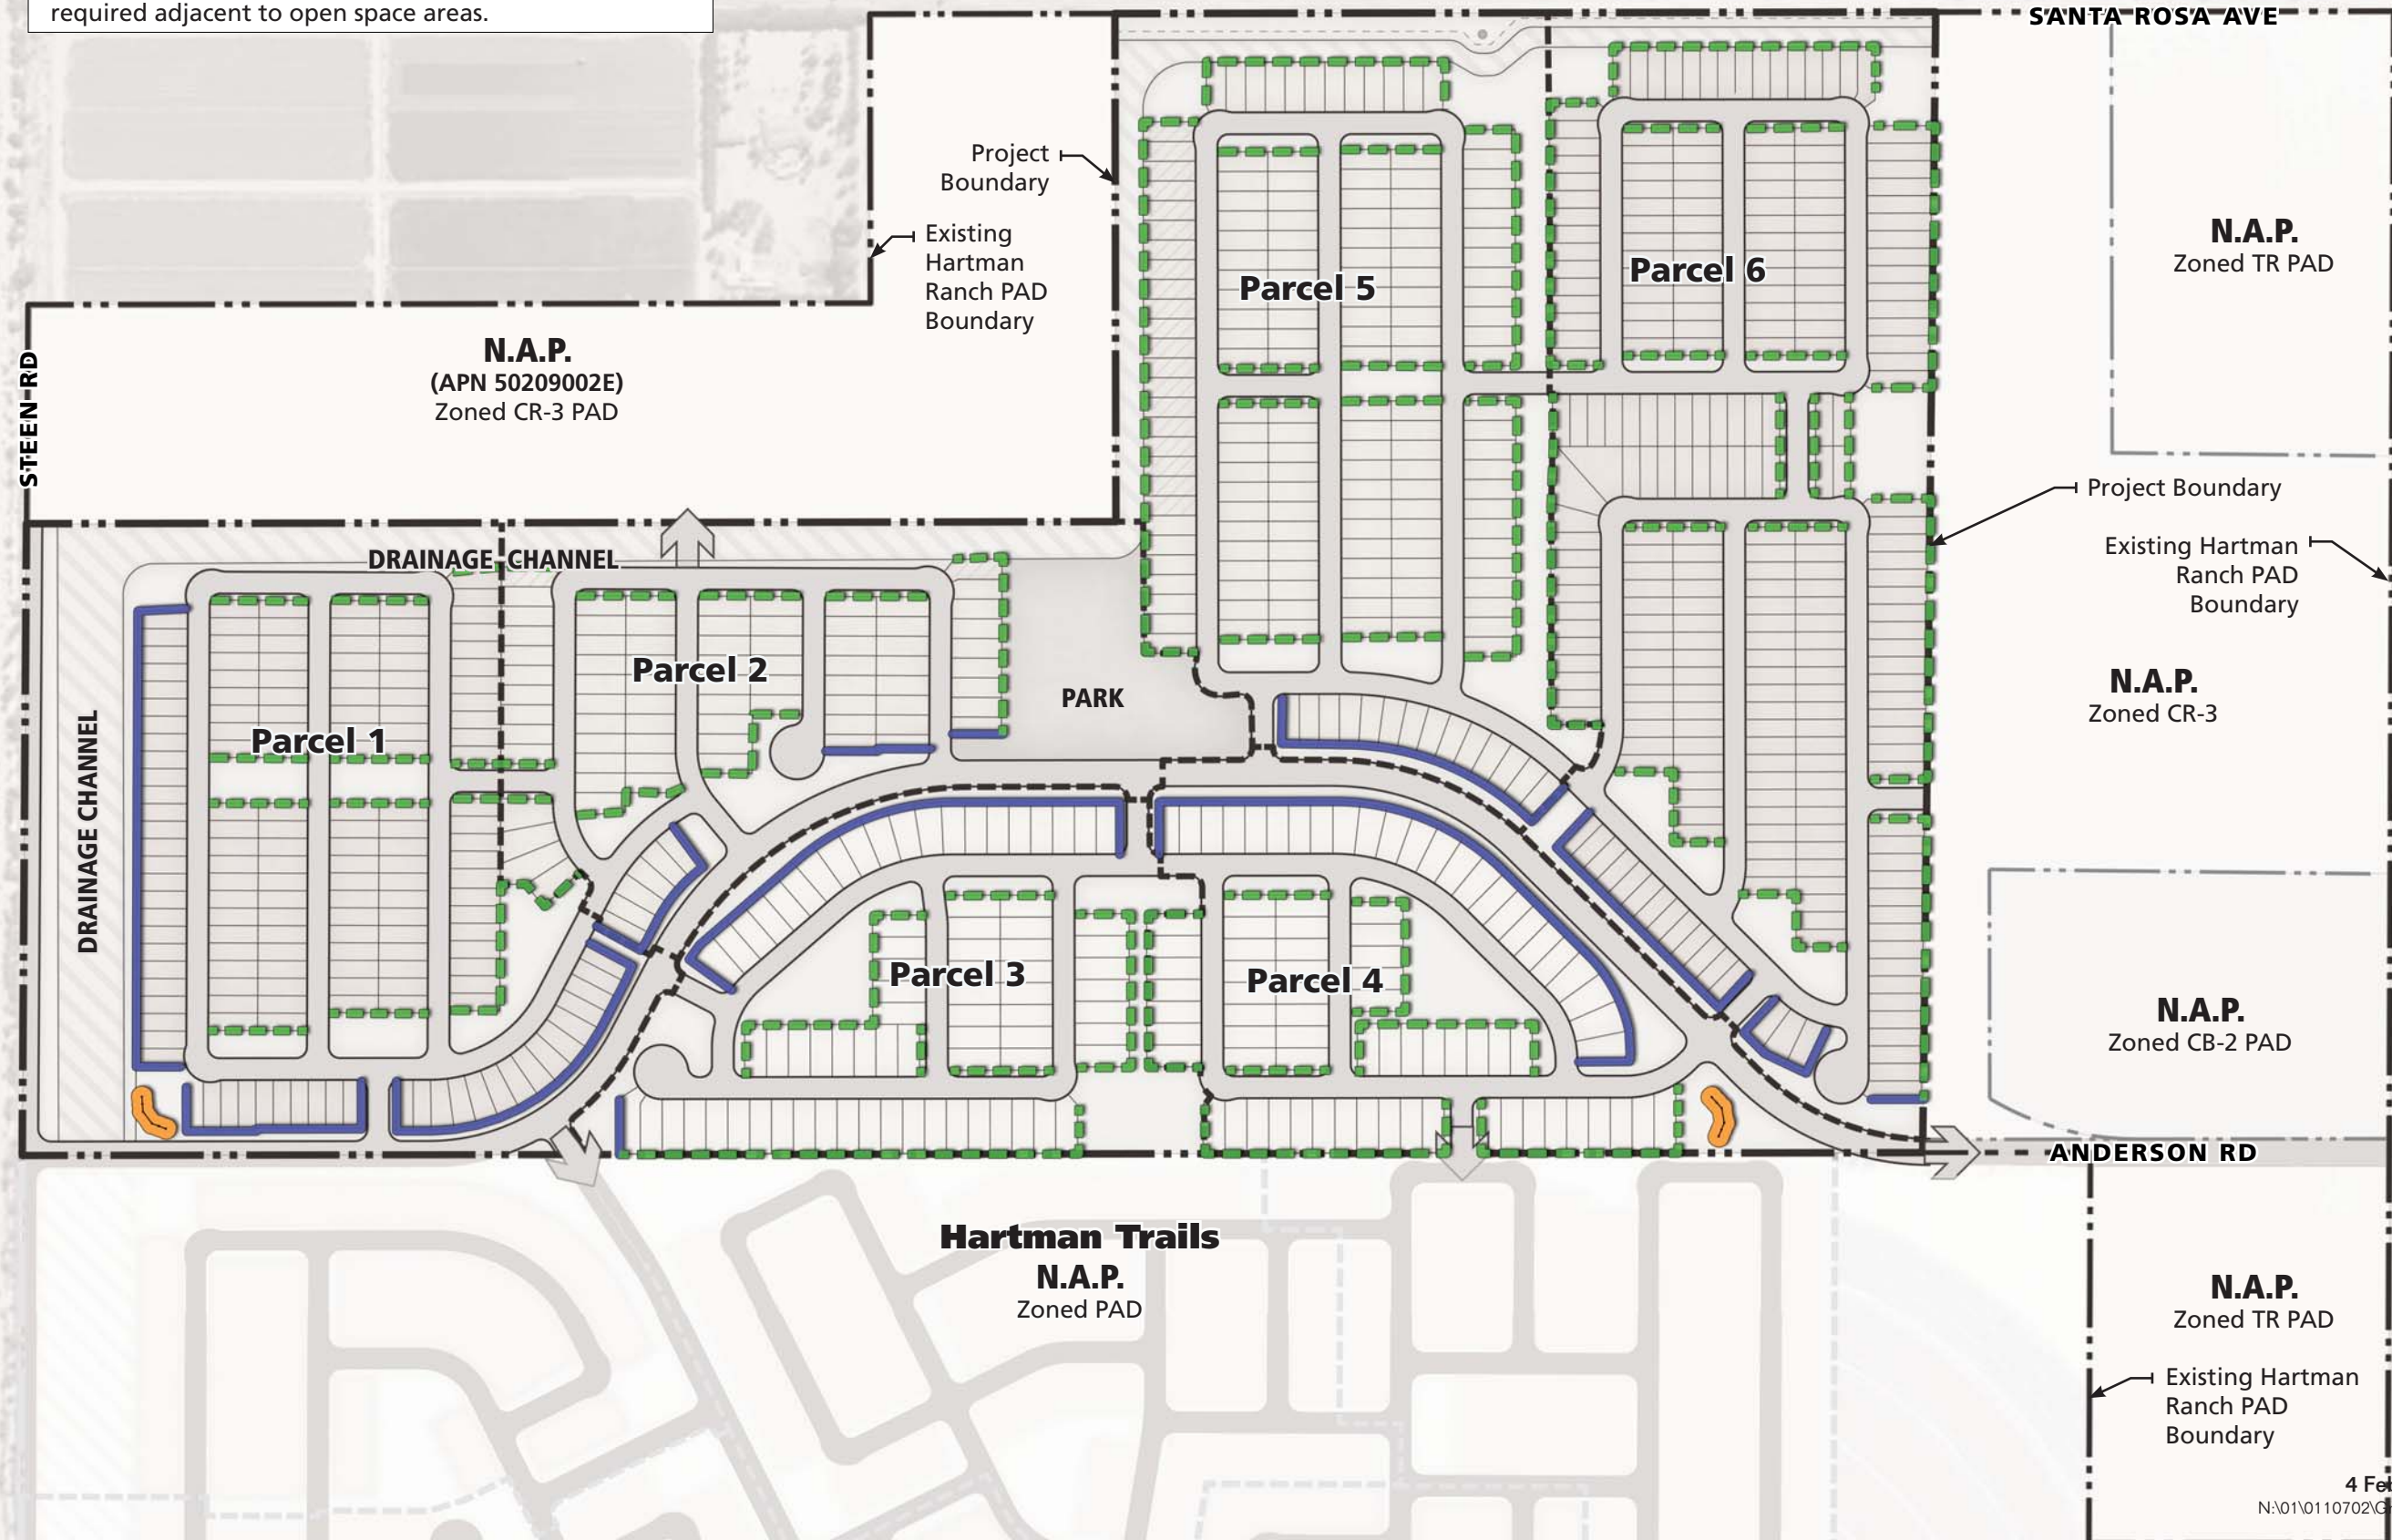 required adjacent to open space areas.
SANTA ROSA AVE
Project
Boundary
Existing
Hartman
Ranch PAD
Boundary
Parcel 5
Parcel 6
N.A.P.
Zoned TR PAD
N.A.P.
(APN 50209002E)
Zoned CR-3 PAD
STEEN RD
Project Boundary
Existing Hartman
Ranch PAD
Boundary
DRAINAGE CHANNEL
Parcel 2
PARK
N.A.P.
Zoned CR-3
Parcel 1
DRAINAGE CHANNEL
Parcel 3
Parcel 4
N.A.P.
Zoned CB-2 PAD
ANDERSON RD
Hartman Trails
N.A.P.
Zoned PAD
N.A.P.
Zoned TR PAD
Existing Hartman
Ranch PAD
Boundary
4
N:\01\0110702\